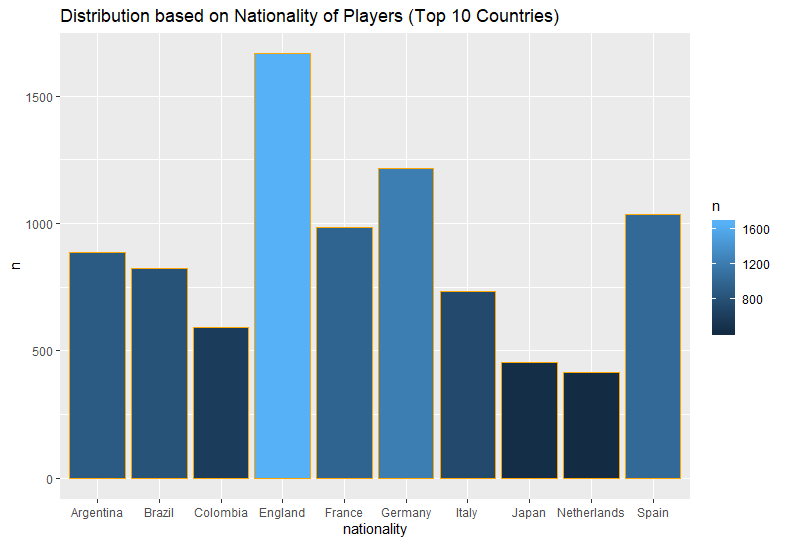 Distribution based on Nationality of Players (Top 10 Countries)
1500
1000
500
0
n
Argentina Brazil Colombia England France Germany Italy Japan Netherlands Spain
nationality
n
1600
1200
800